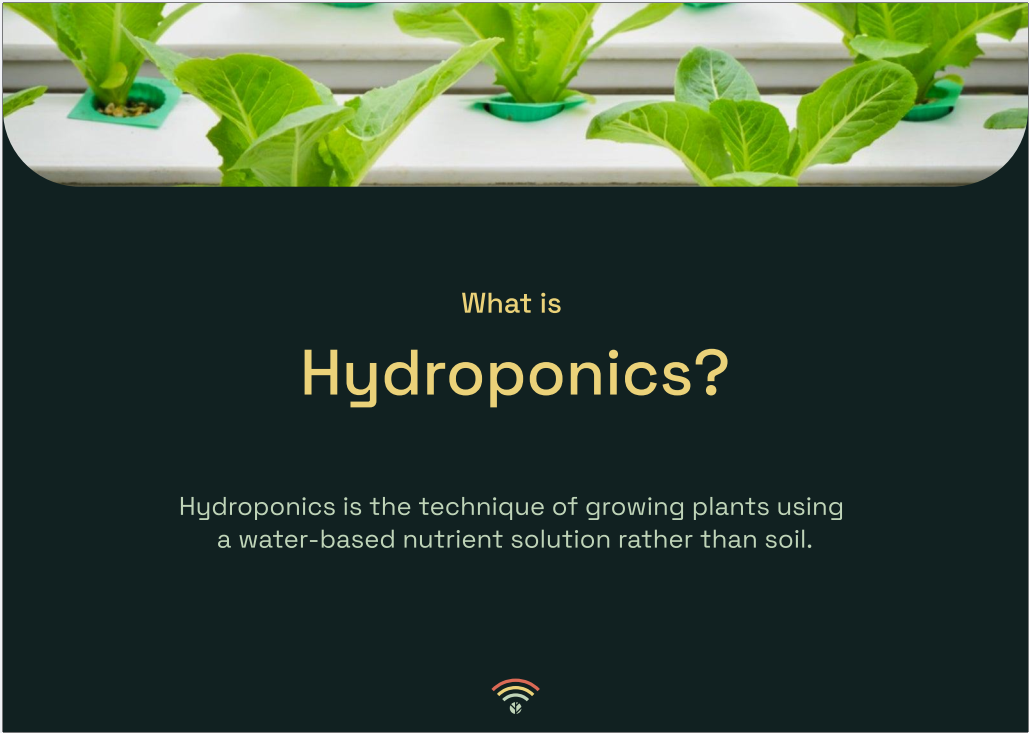 What is
Hydroponics?
Hydroponics is the technique of growing plants using
a water-based nutrient solution rather than soil.